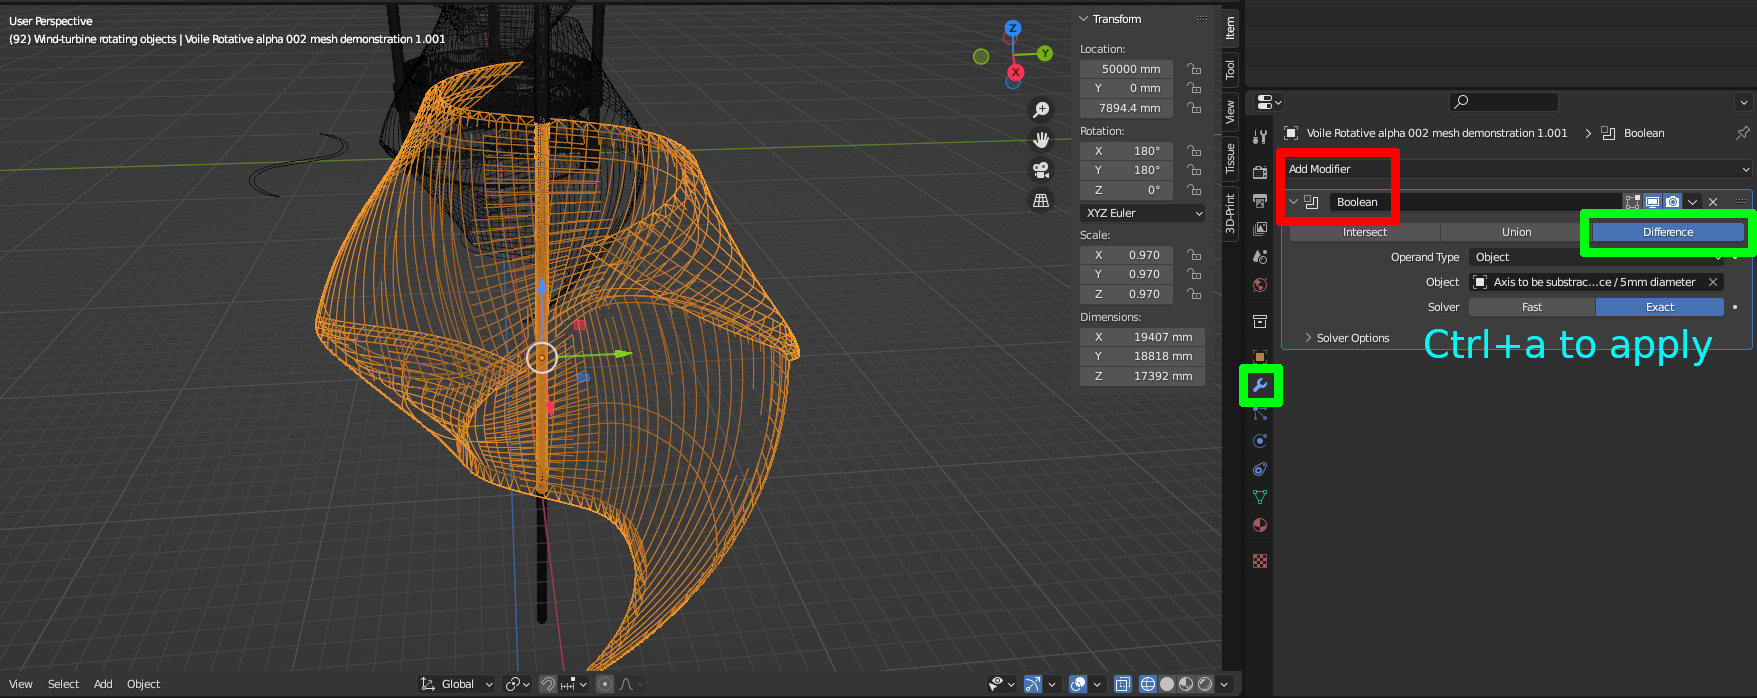 User Perspective
(92) Wind-turbine rotating objects | Voile Rotative alpha 002 mesh demonstration 1.001
Z
Y
X
Transform
Location:
50000 mm
Y 0 mm
7894.4 mm
Rotation:
X 180°
Y 180°
Z 0°
XYZ Euler
Scale:
X 0.970
Y 0.970
Z 0.970
Dimensions:
X 19407 mm
Y 18818 mm
Z 17392 mm
Item
Tool
View
Tissue
3D-Print
Voile Rotative alpha 002 mesh demonstration 1.001 > Boolean
Add Modifier
Boolean
Intersect Union Difference
Operand Type Object
Object Axis to be substrac...ce / 5mm diameter
Solver Fast Exact
Solver Options
Ctrl+a to apply
View Select Add Object Global